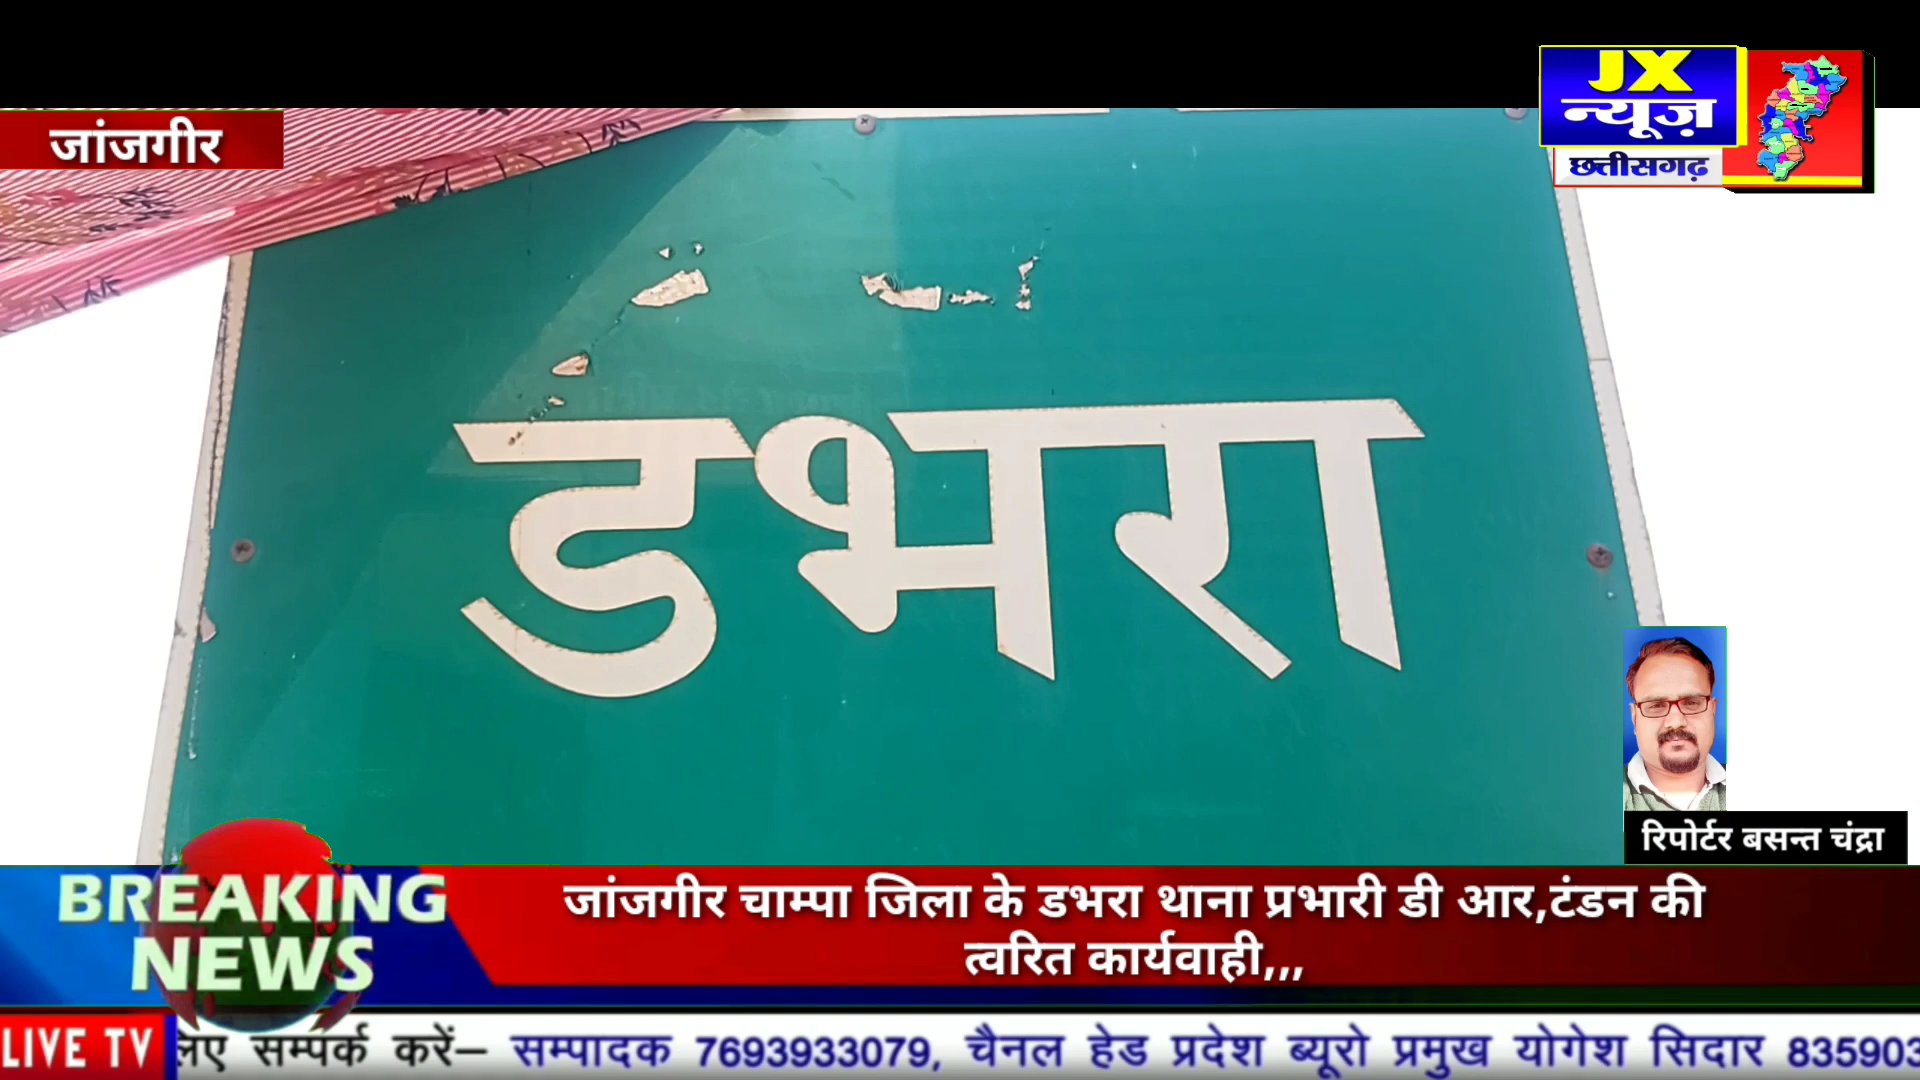 JX
न्यूज़
छत्तीसगढ़
जांजगीर
डभरा
रिपोर्टर बसन्त चंद्रा
BREAKING
NEWS
जांजगीर चाम्पा जिला के डभरा थाना प्रभारी डी आर,टंडन की
त्वरित कार्यवाही,,,
LIVE TV
लिए सम्पर्क करें– सम्पादक 7693933079, चैनल हेड प्रदेश ब्यूरो प्रमुख योगेश सिदार 835903